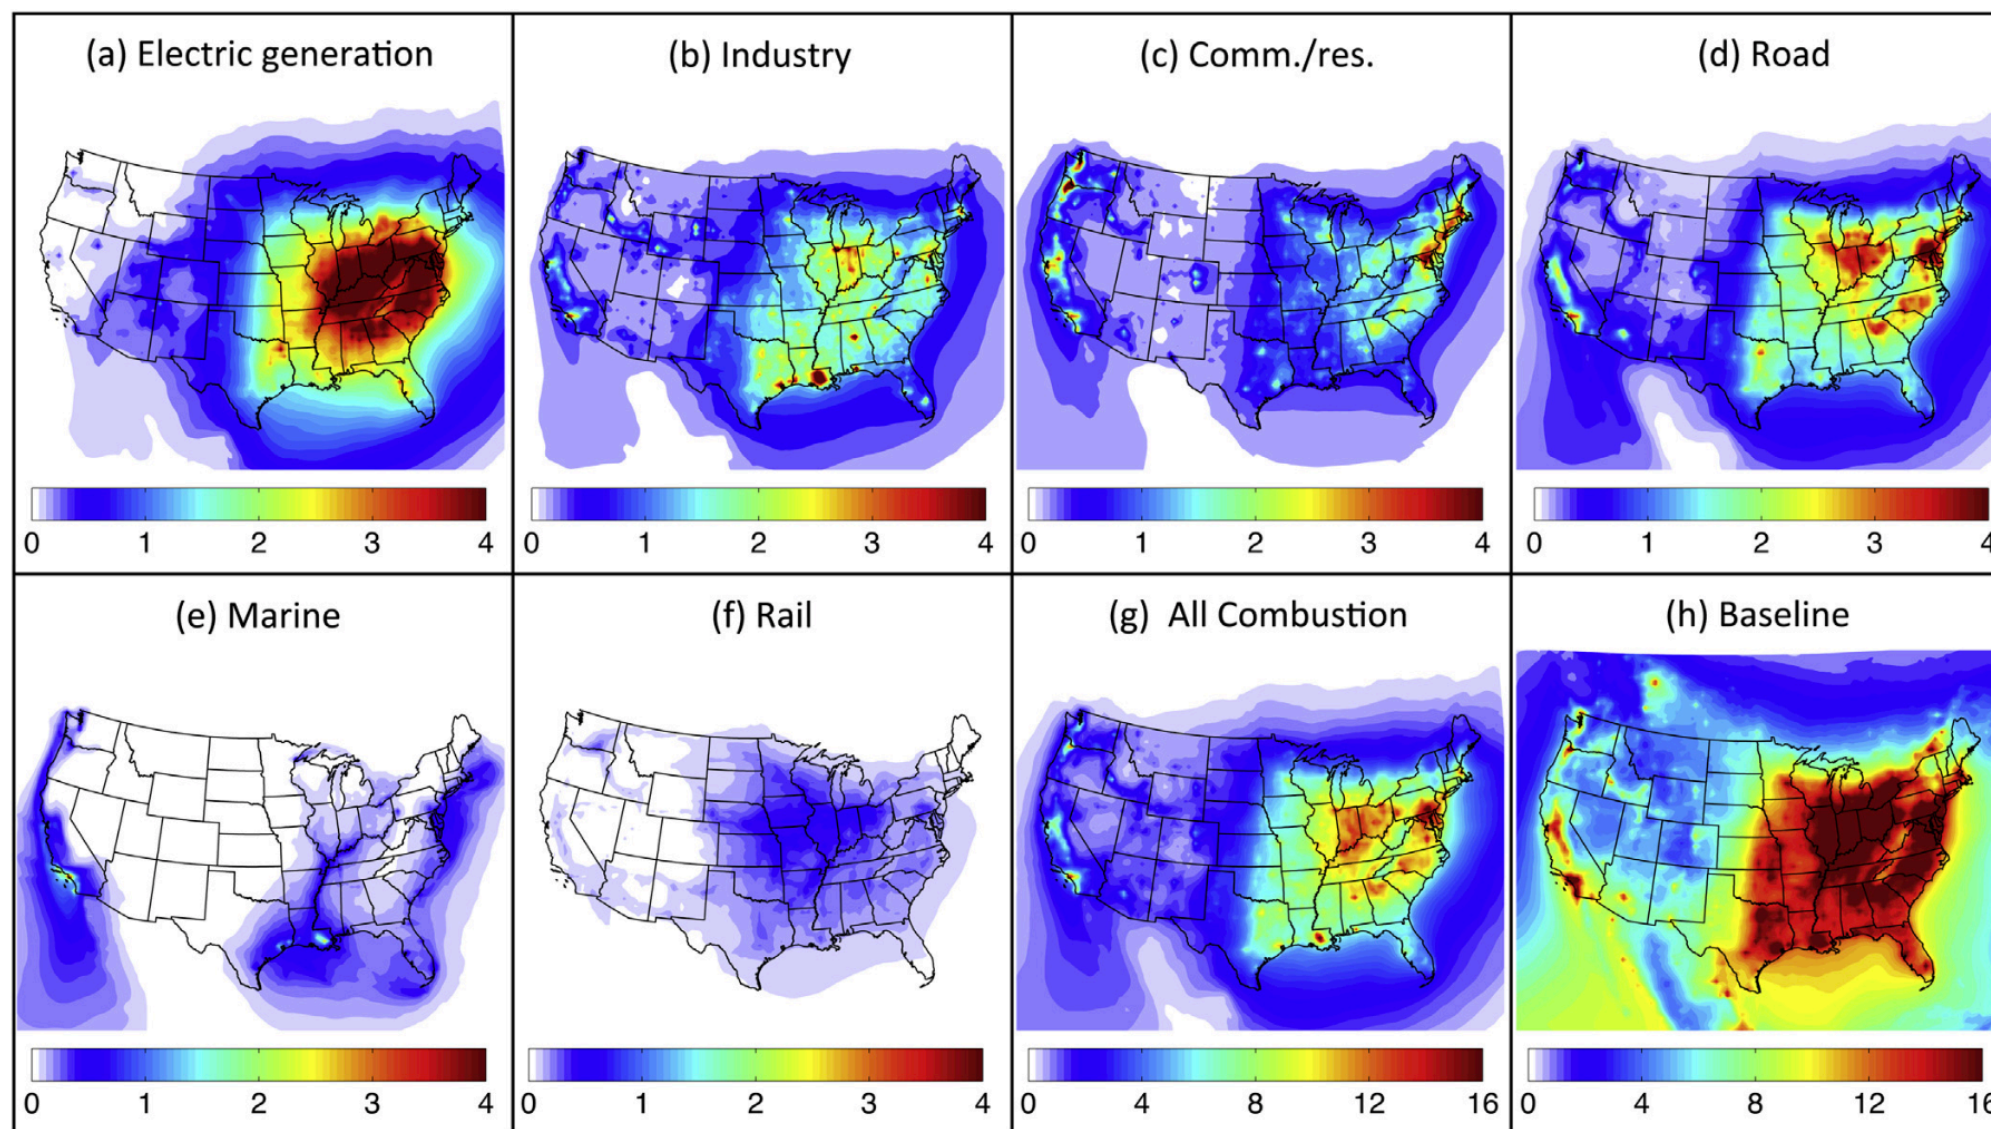 (a) Electric generation
(b) Industry
(c) Comm./res.
(d) Road
0 1 2 3 4
0 1 2 3 4
0 1 2 3 4
0 1 2 3 4
(e) Marine
(f) Rail
(g) All Combustion
(h) Baseline
0 1 2 3 4
0 1 2 3 4
0 4 8 12 16
0 4 8 12 16